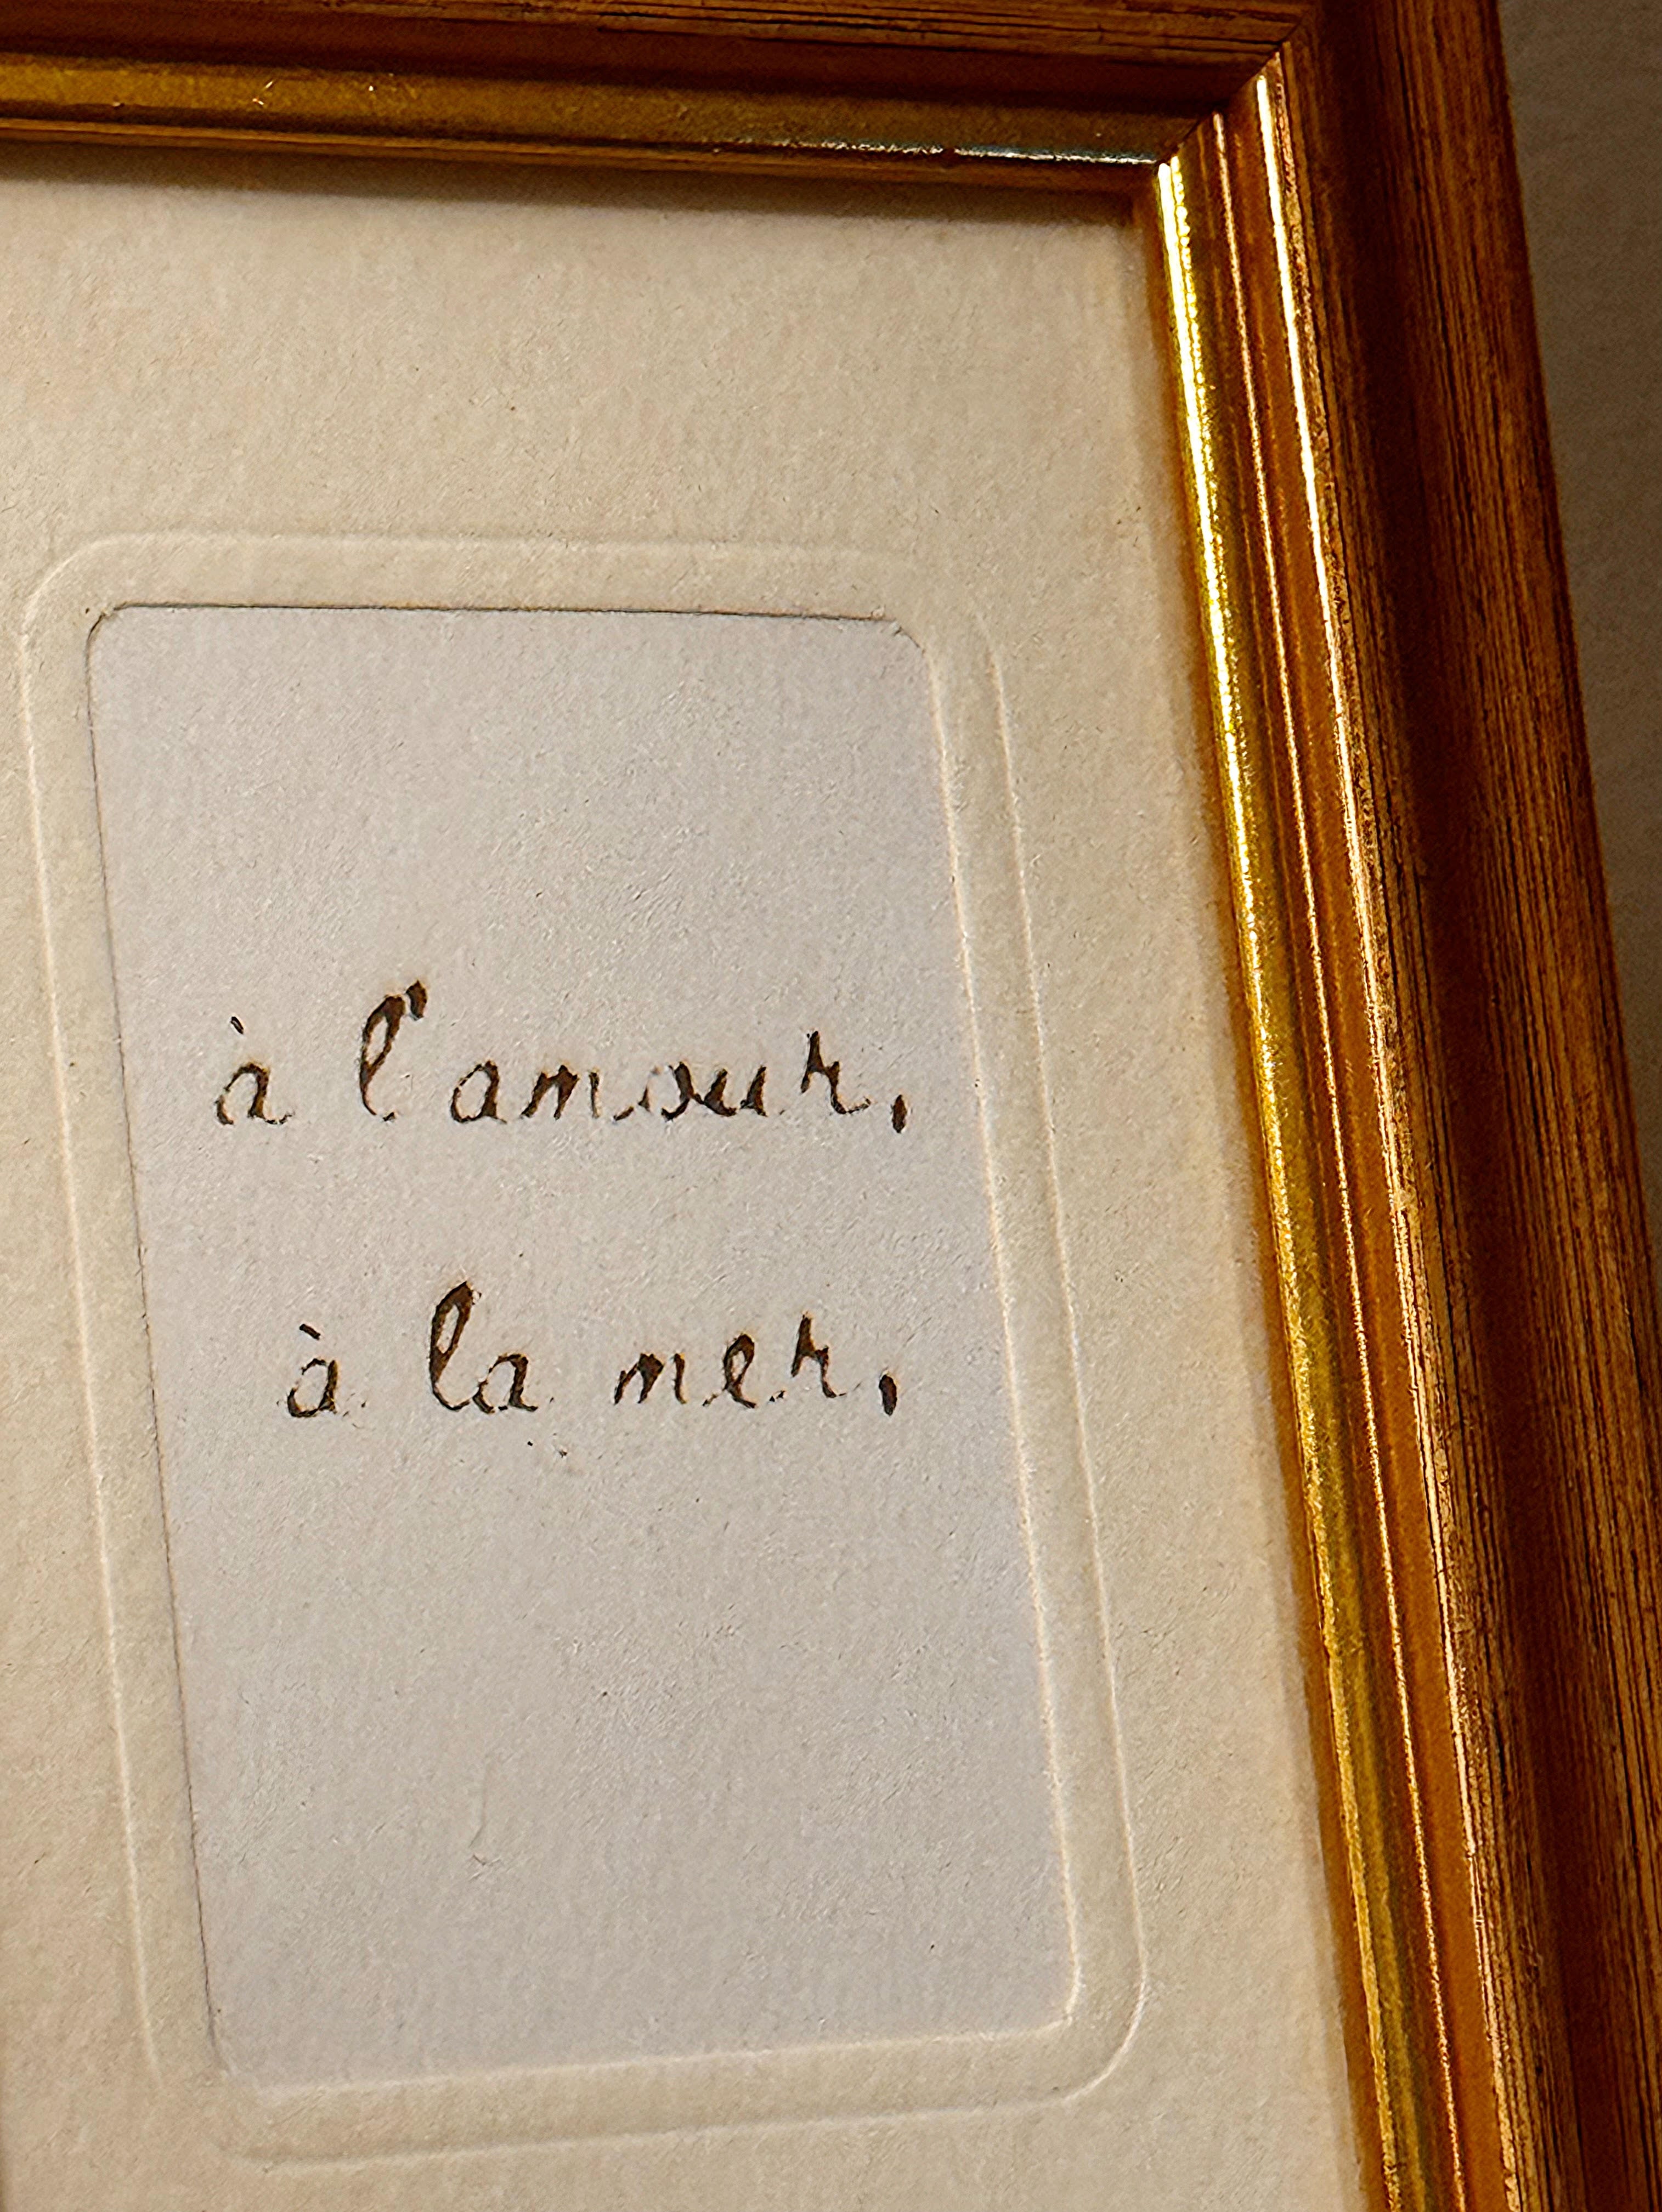 à l'amour,
à la mer,